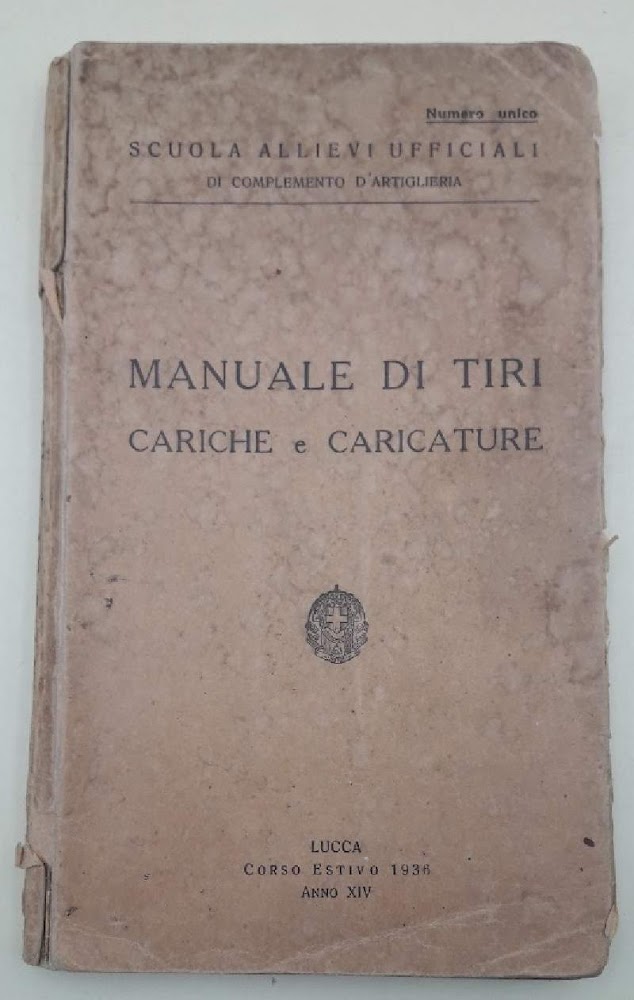 Numero unico
SCUOLA ALLIEVI UFFICIALI
DI COMPLEMENTO D'ARTIGLIERIA
MANUALE DI TIRI
CARICHE e CARICATURE
LUCCA
CORSO ESTIVO 1936
ANNO XIV